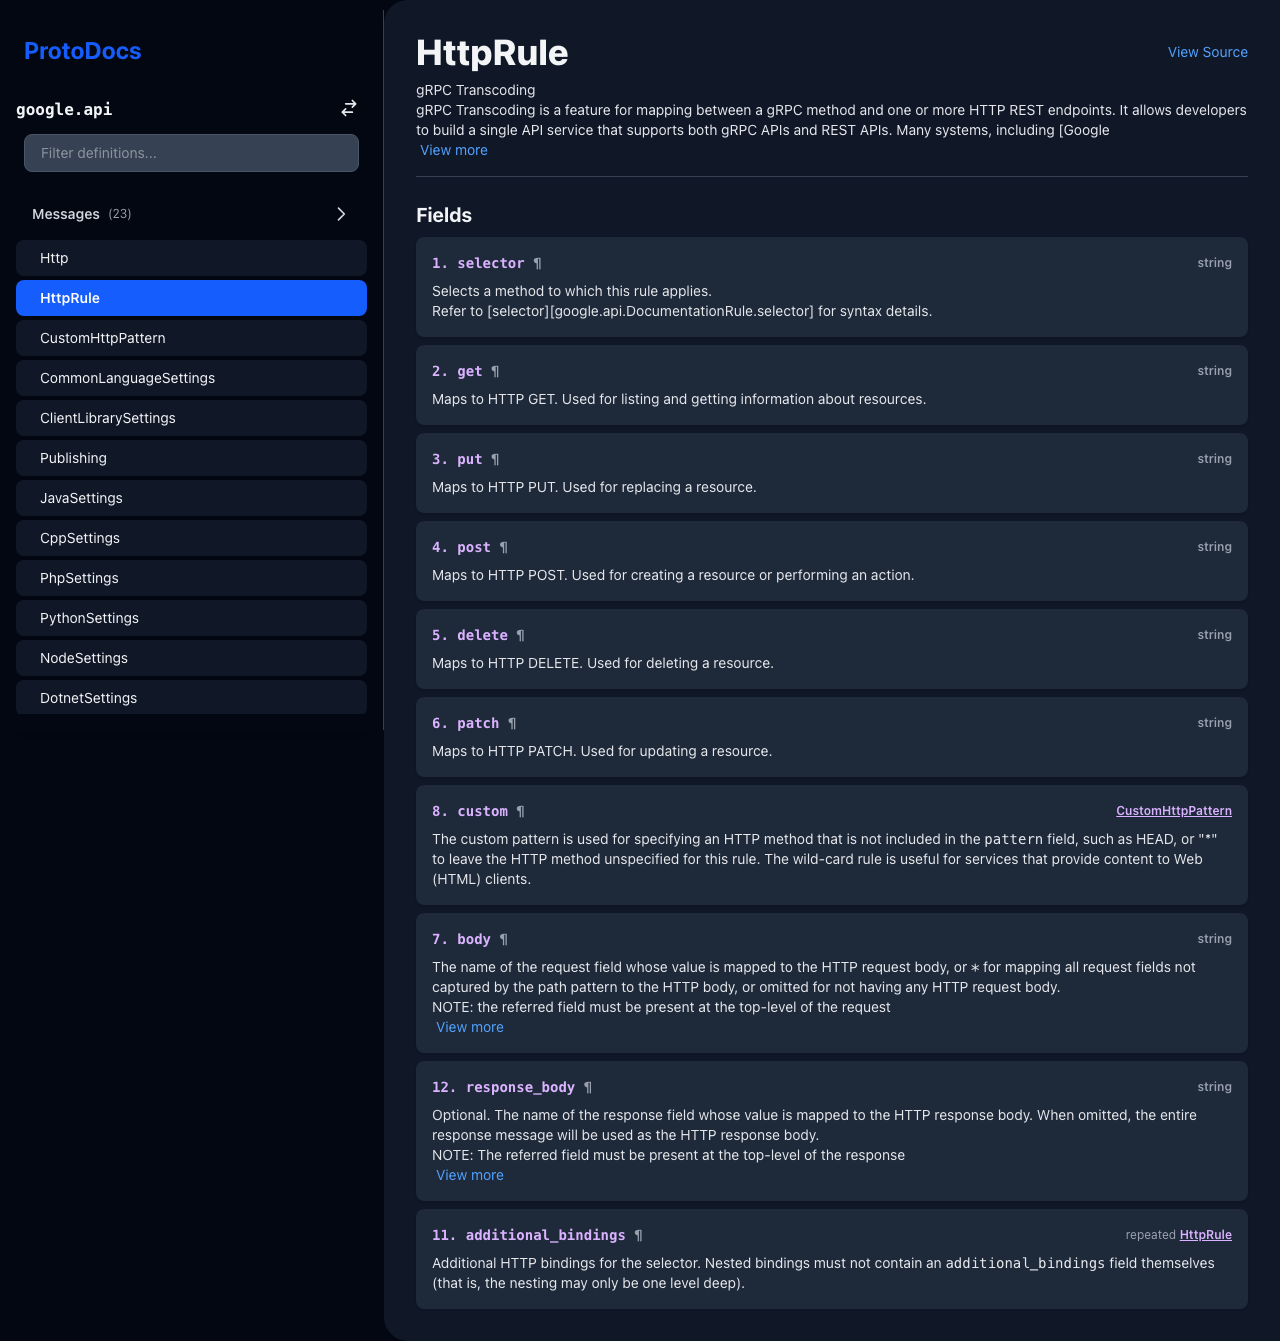 ProtoDocs
google.api
Filter definitions...
Messages (23)
Http
HttpRule
CustomHttpPattern
CommonLanguageSettings
ClientLibrarySettings
Publishing
JavaSettings
CppSettings
PhpSettings
PythonSettings
NodeSettings
DotnetSettings
HttpRule
View Source
gRPC Transcoding
gRPC Transcoding is a feature for mapping between a gRPC method and one or more HTTP REST endpoints. It allows developers
to build a single API service that supports both gRPC APIs and REST APIs. Many systems, including [Google
View more
Fields
1. selector ¶ string
Selects a method to which this rule applies.
Refer to [selector][google.api.DocumentationRule.selector] for syntax details.
2. get ¶ string
Maps to HTTP GET. Used for listing and getting information about resources.
3. put ¶ string
Maps to HTTP PUT. Used for replacing a resource.
4. post ¶ string
Maps to HTTP POST. Used for creating a resource or performing an action.
5. delete ¶ string
Maps to HTTP DELETE. Used for deleting a resource.
6. patch ¶ string
Maps to HTTP PATCH. Used for updating a resource.
8. custom ¶ CustomHttpPattern
The custom pattern is used for specifying an HTTP method that is not included in the pattern field, such as HEAD, or "*"
to leave the HTTP method unspecified for this rule. The wild-card rule is useful for services that provide content to Web
(HTML) clients.
7. body ¶ string
The name of the request field whose value is mapped to the HTTP request body, or * for mapping all request fields not
captured by the path pattern to the HTTP body, or omitted for not having any HTTP request body.
NOTE: the referred field must be present at the top-level of the request
View more
12. response_body ¶ string
Optional. The name of the response field whose value is mapped to the HTTP response body. When omitted, the entire
response message will be used as the HTTP response body.
NOTE: The referred field must be present at the top-level of the response
View more
11. additional_bindings ¶ repeated HttpRule
Additional HTTP bindings for the selector. Nested bindings must not contain an additional_bindings field themselves
(that is, the nesting may only be one level deep).